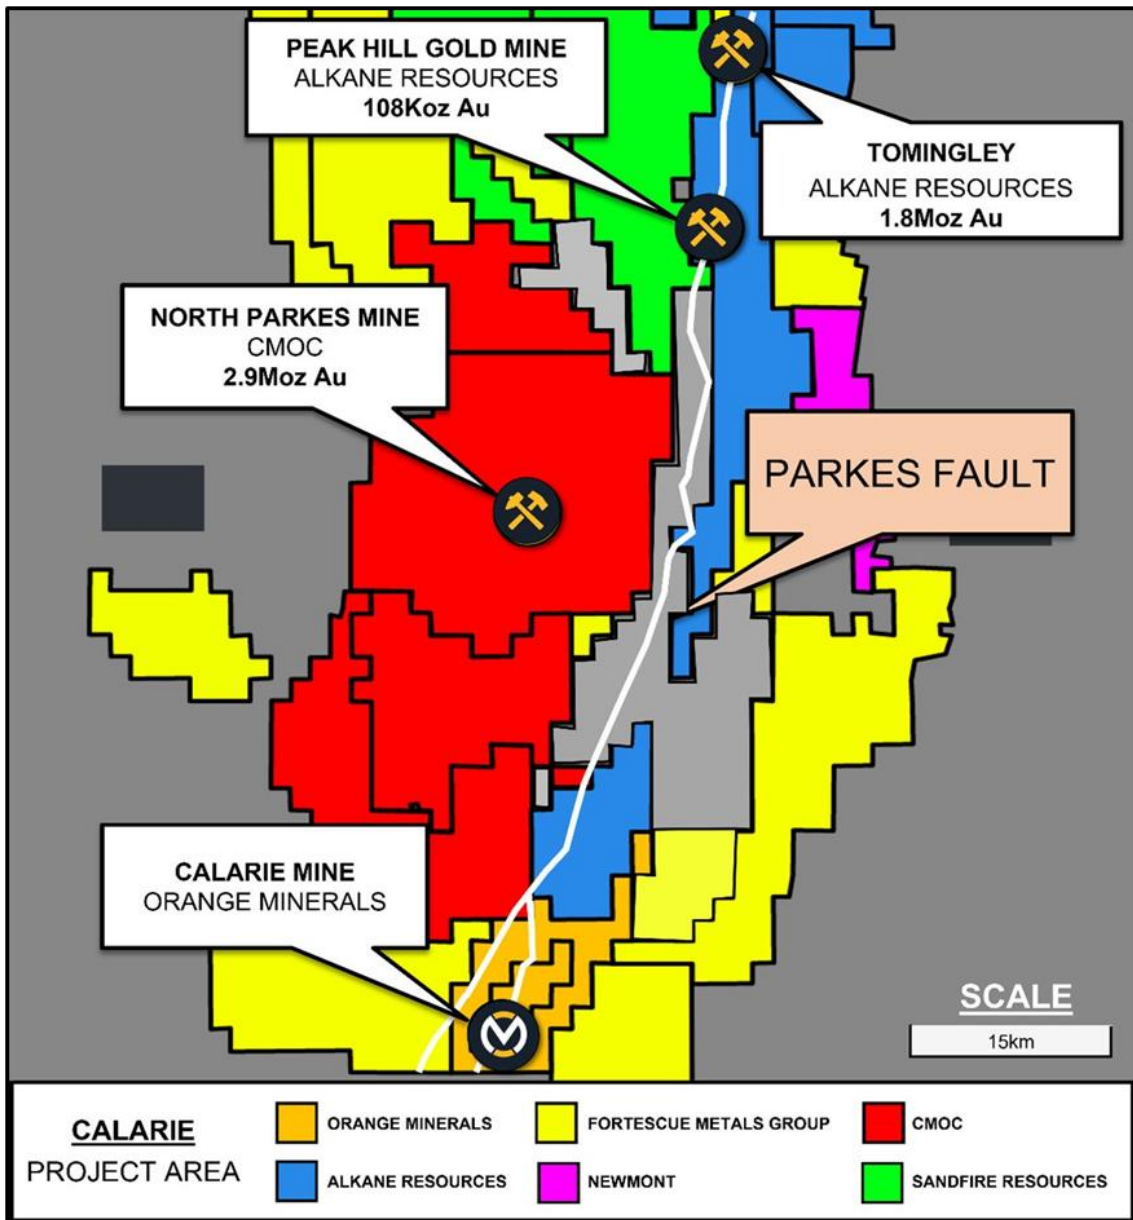 PEAK HILL GOLD MINE
ALKANE RESOURCES
108Koz Au
TOMINGLEY
ALKANE RESOURCES
1.8Moz Au
NORTH PARKES MINE
CMOC
2.9Moz Au
PARKES FAULT
CALARIE MINE
ORANGE MINERALS
SCALE
15km
CALARIE
PROJECT AREA
ORANGE MINERALS
FORTESCUE METALS GROUP
CMOC
ALKANE RESOURCES
NEWMONT
SANDFIRE RESOURCES